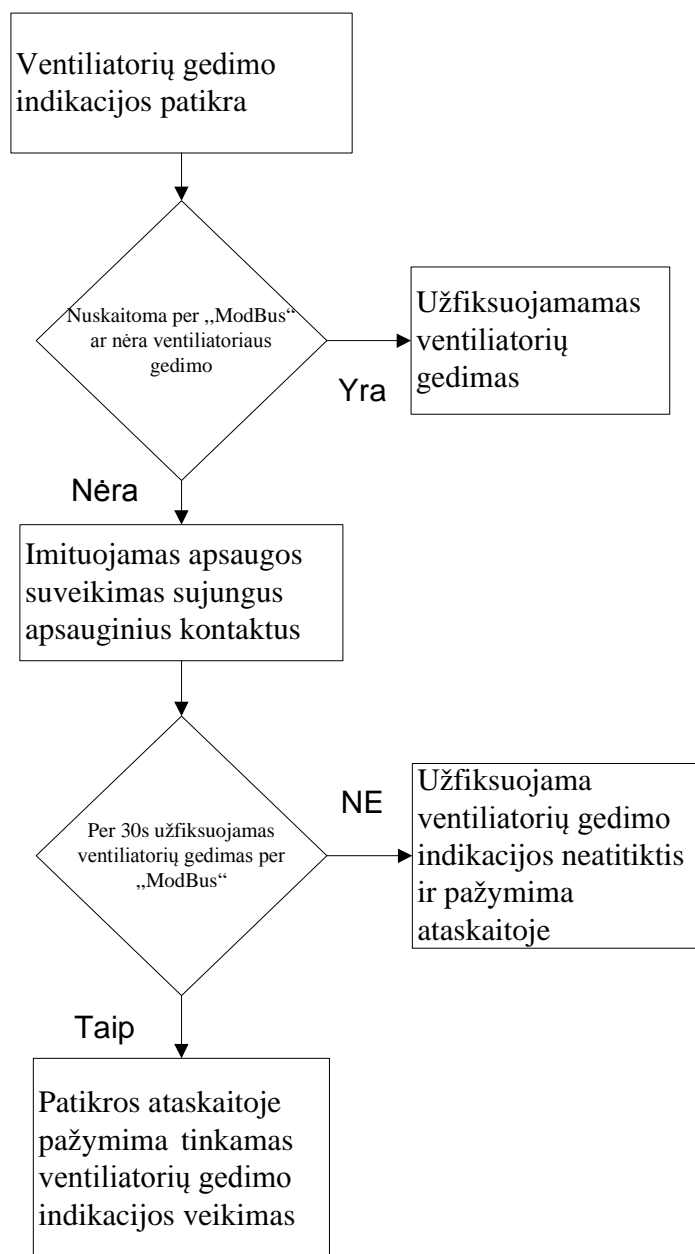 Ventiliatorių gedimo
indikacijos patikra
Nuskaitoma per „ModBus“
ar nėra ventiliatoriaus
gedimo
Užfiksuojamamas
ventiliatorių
gedimas
Yra
Nėra
Imituojamas apsaugos
suveikimas sujungus
apsauginius kontaktus
Per 30s užfiksuojamas
ventiliatorių gedimas per
„ModBus“
NE
Užfiksuojama
ventiliatorių gedimo
indikacijos neatitiktis
ir pažymima
ataskaitoje
Taip
Patikros ataskaitoje
pažymima tinkamas
ventiliatorių gedimo
indikacijos veikimas